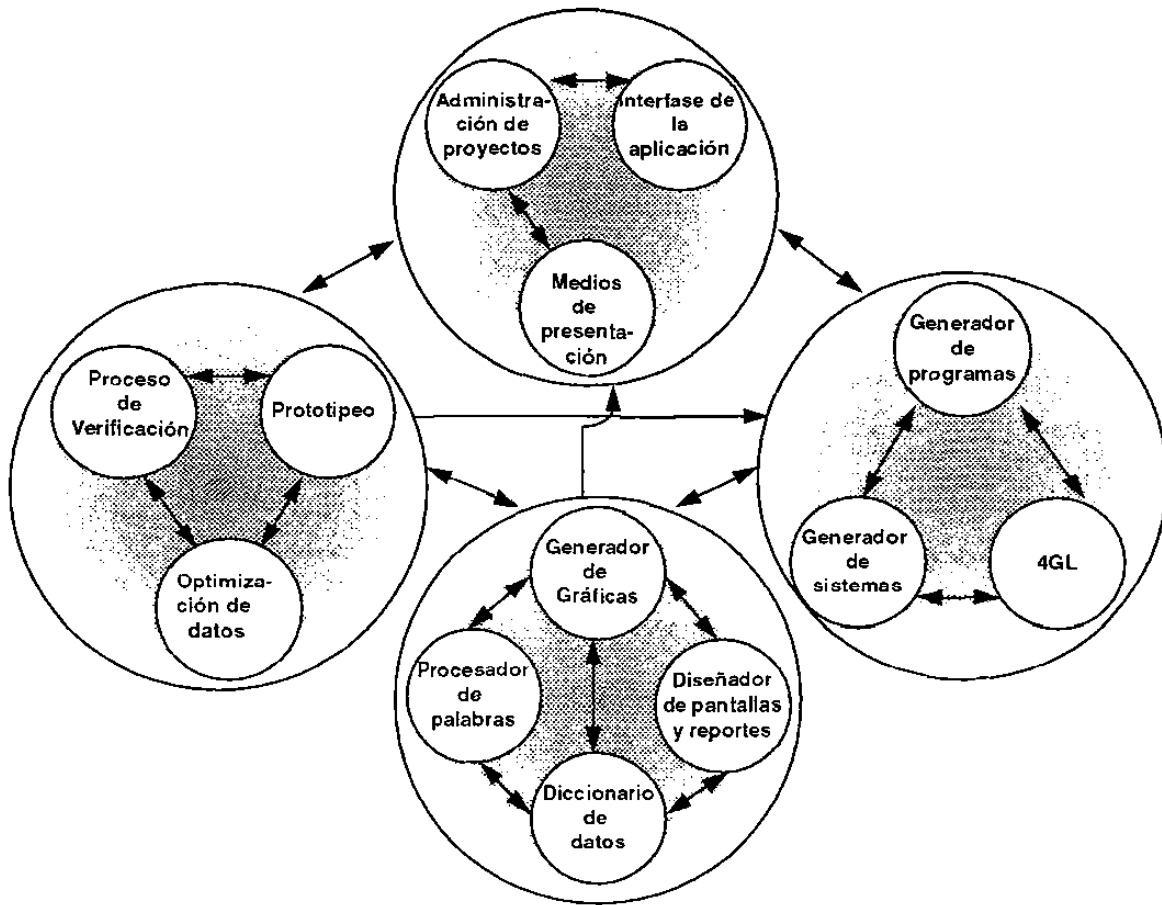 Administra-
ción de
proyectos
Interfase de
la
aplicación
Medios
de
presenta-
ción
Proceso
de
Verificación
Prototipeo
Optimiza-
ción de
datos
Generador
de
programas
Generador
de
sistemas
4GL
Generador
de
Gráficas
Procesador
de
palabras
Diseñador
de pantallas
y reportes
Diccionario
de
datos